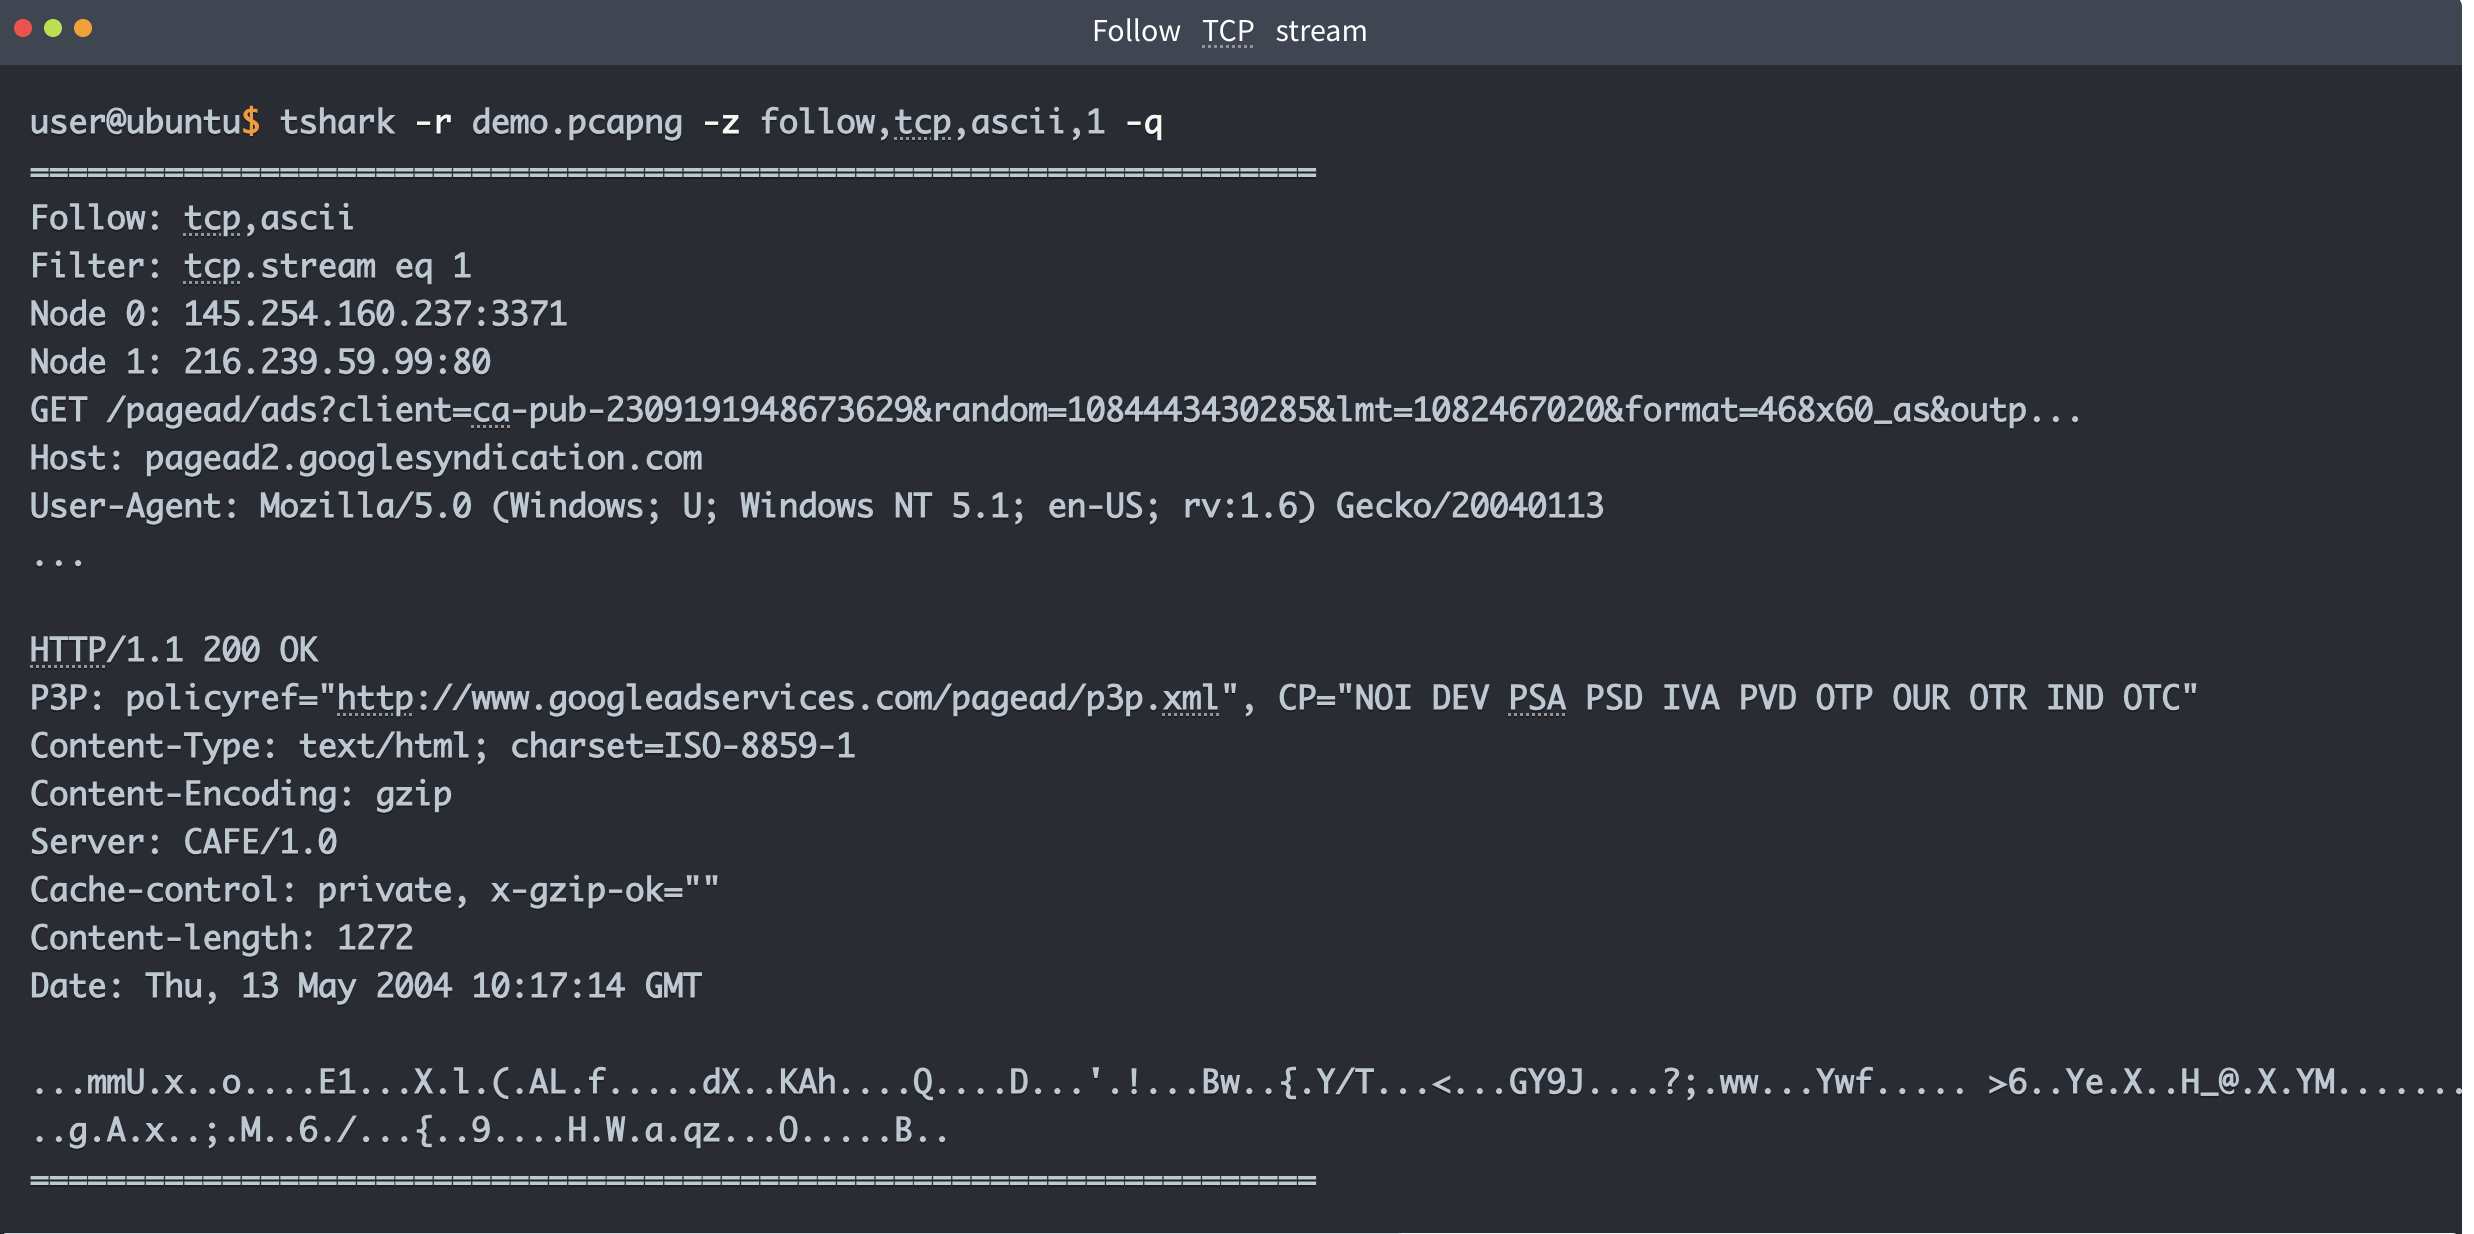 Follow TCP stream
user@ubuntu$ tshark -r demo.pcapng -z follow,tcp,ascii,1 -q
===================================================================
Follow: tcp,ascii
Filter: tcp.stream eq 1
Node 0: 145.254.160.237:3371
Node 1: 216.239.59.99:80
GET /pagead/ads?client=ca-pub-2309191948673629&random=1084443430285&lmt=1082467020&format=468x60_as&outp...
Host: pagead2.googlesyndication.com
User-Agent: Mozilla/5.0 (Windows; U; Windows NT 5.1; en-US; rv:1.6) Gecko/20040113
...
HTTP/1.1 200 OK
P3P: policyref="http://www.googleadservices.com/pagead/p3p.xml", CP="NOI DEV PSA PSD IVA PVD OTP OUR OTR IND OTC"
Content-Type: text/html; charset=ISO-8859-1
Content-Encoding: gzip
Server: CAFE/1.0
Cache-control: private, x-gzip-ok=""
Content-length: 1272
Date: Thu, 13 May 2004 10:17:14 GMT
...mmU.x..o....E1...X.l.(.AL.f.....dX..KAh....Q....D...'.!...Bw..{.Y/T...<...GY9J....?;.ww...Ywf..... >6..Ye.X..H_@.X.YM.......
..g.A.x..;.M..6./...{..9....H.W.a.qz...O.....B..
===================================================================